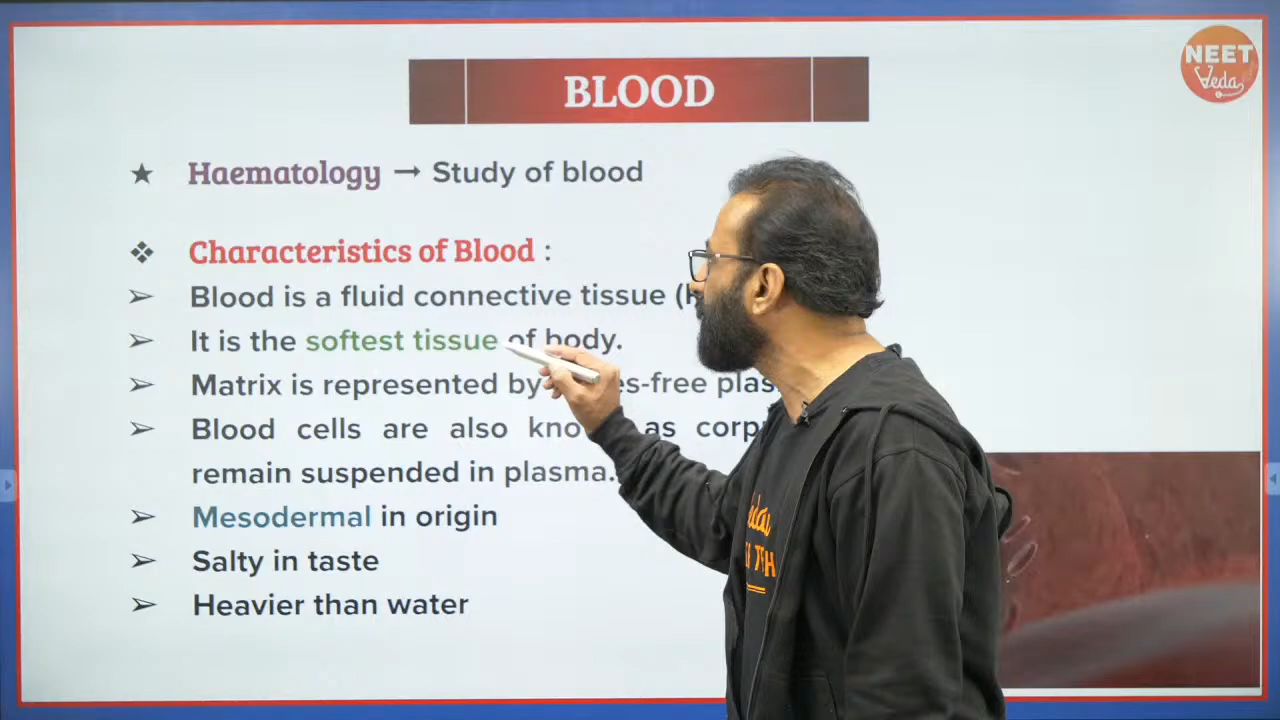 NEET
Veda
BLOOD
★ Haematology → Study of blood
❖ Characteristics of Blood :
➢ Blood is a fluid connective tissue (
➢ It is the softest tissue of body.
➢ Matrix is represented by -free
➢ Blood cells are also as
remain suspended in plasma.
➢ Mesodermal in origin
➢ Salty in taste
➢ Heavier than water